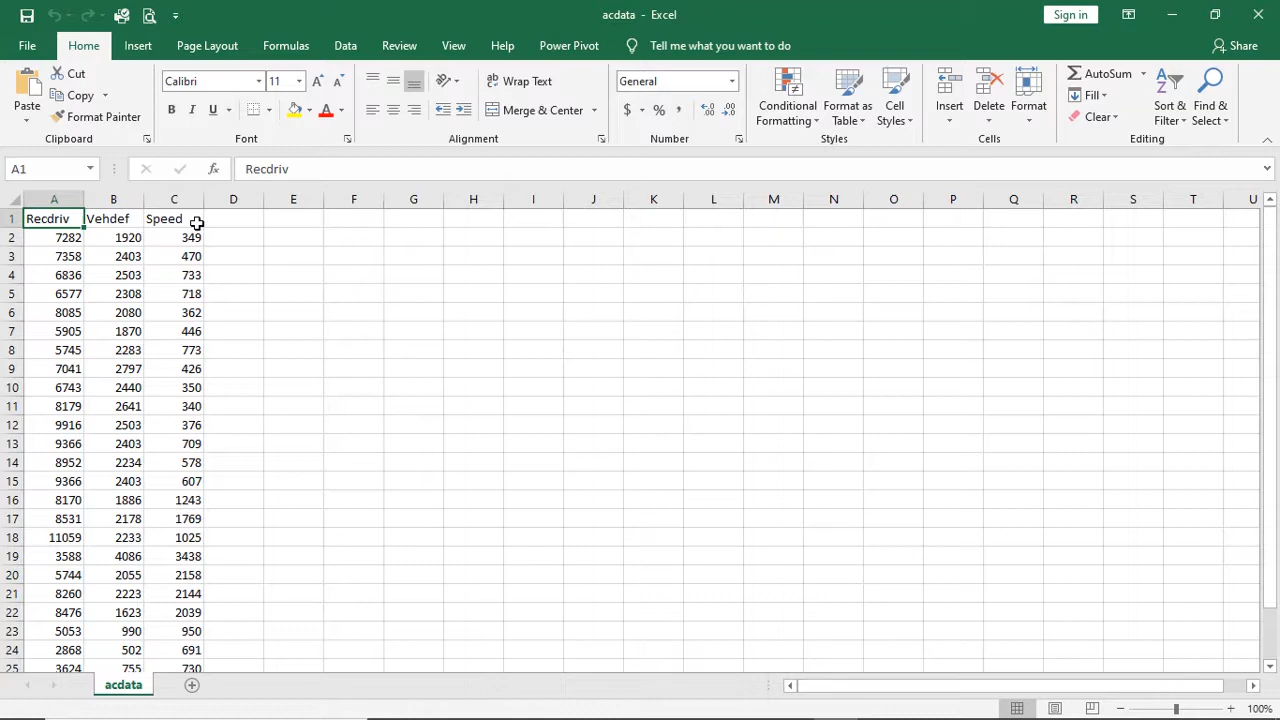 acdata - Excel
Sign in
File Home Insert Page Layout Formulas Data Review View Help Power Pivot Tell me what you want to do Share
Paste
Cut
Copy
Format Painter
Clipboard
Calibri 11
B I U
Font
Wrap Text
Merge & Center
Alignment
General
$ % ,
Number
Conditional Formatting
Format as Table
Cell Styles
Styles
Insert
Delete
Format
Cells
AutoSum
Fill
Clear
Sort & Filter
Find & Select
Editing
A1 fx Recdriv
A B C D E F G H I J K L M N O P Q R S T U
1 Recdriv Vehdef Speed
2 7282 1920 349
3 7358 2403 470
4 6836 2503 733
5 6577 2308 718
6 8085 2080 362
7 5905 1870 446
8 5745 2283 773
9 7041 2797 426
10 6743 2440 350
11 8179 2641 340
12 9916 2503 376
13 9366 2403 709
14 8952 2234 578
15 9366 2403 607
16 8170 1886 1243
17 8531 2178 1769
18 11059 2233 1025
19 3588 4086 3438
20 5744 2055 2158
21 8260 2223 2144
22 8476 1623 2039
23 5053 990 950
24 2868 502 691
25 3624 755 730
acdata
100%